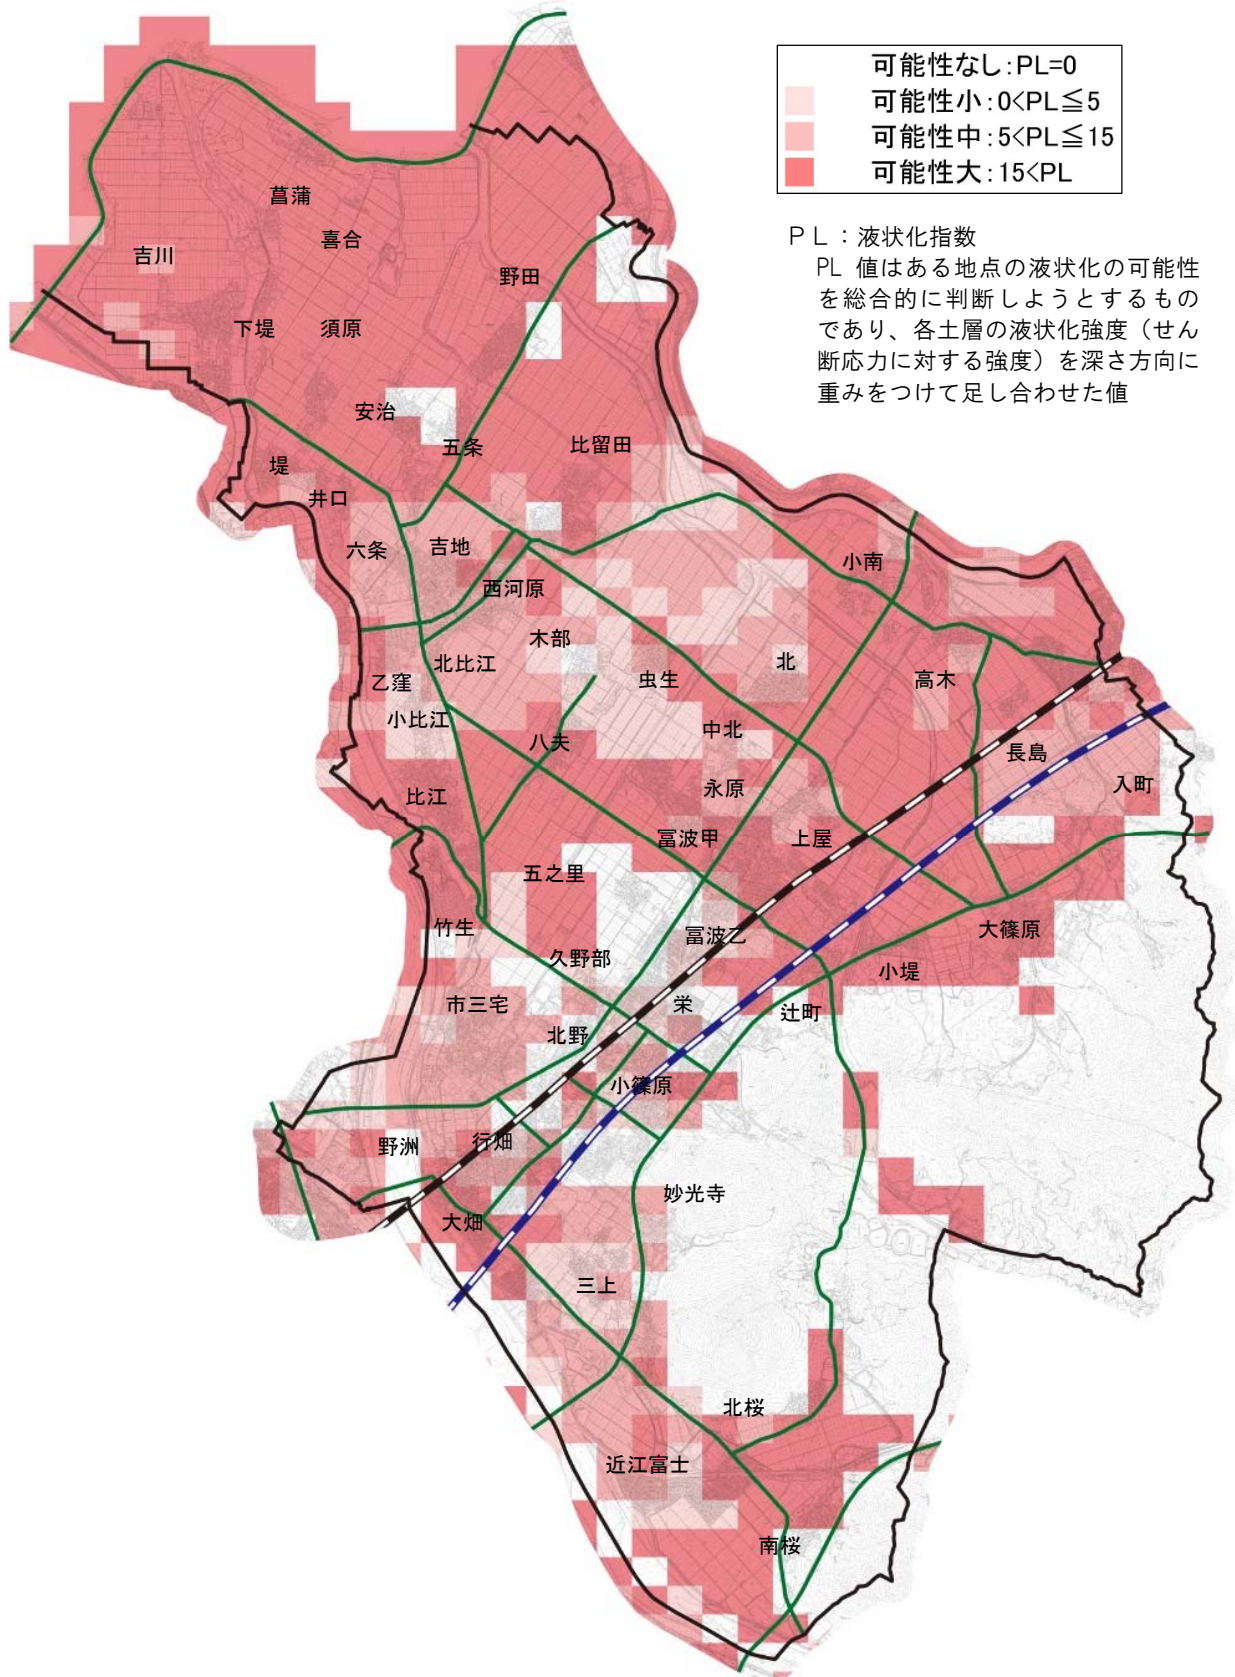 可能性なし:PL=0
可能性小:0<PL≦5
可能性中:5<PL≦15
可能性大:15<PL
PL:液状化指数
PL 値はある地点の液状化の可能性
を総合的に判断しようとするもの
であり、各土層の液状化強度(せん
断応力に対する強度)を深さ方向に
重みをつけて足し合わせた値
菖蒲
喜合
吉川
野田
下堤
須原
安治
五条
比留田
堤
井口
六条
吉地
小南
西河原
木部
北比江
乙窪
虫生
北
高木
小比江
中北
八夫
長島
永原
入町
比江
冨波甲
上屋
五之里
竹生
冨波乙
大篠原
久野部
小堤
市三宅
栄
辻町
北野
小篠原
野洲
行畑
妙光寺
大畑
三上
北桜
近江富士
南桜